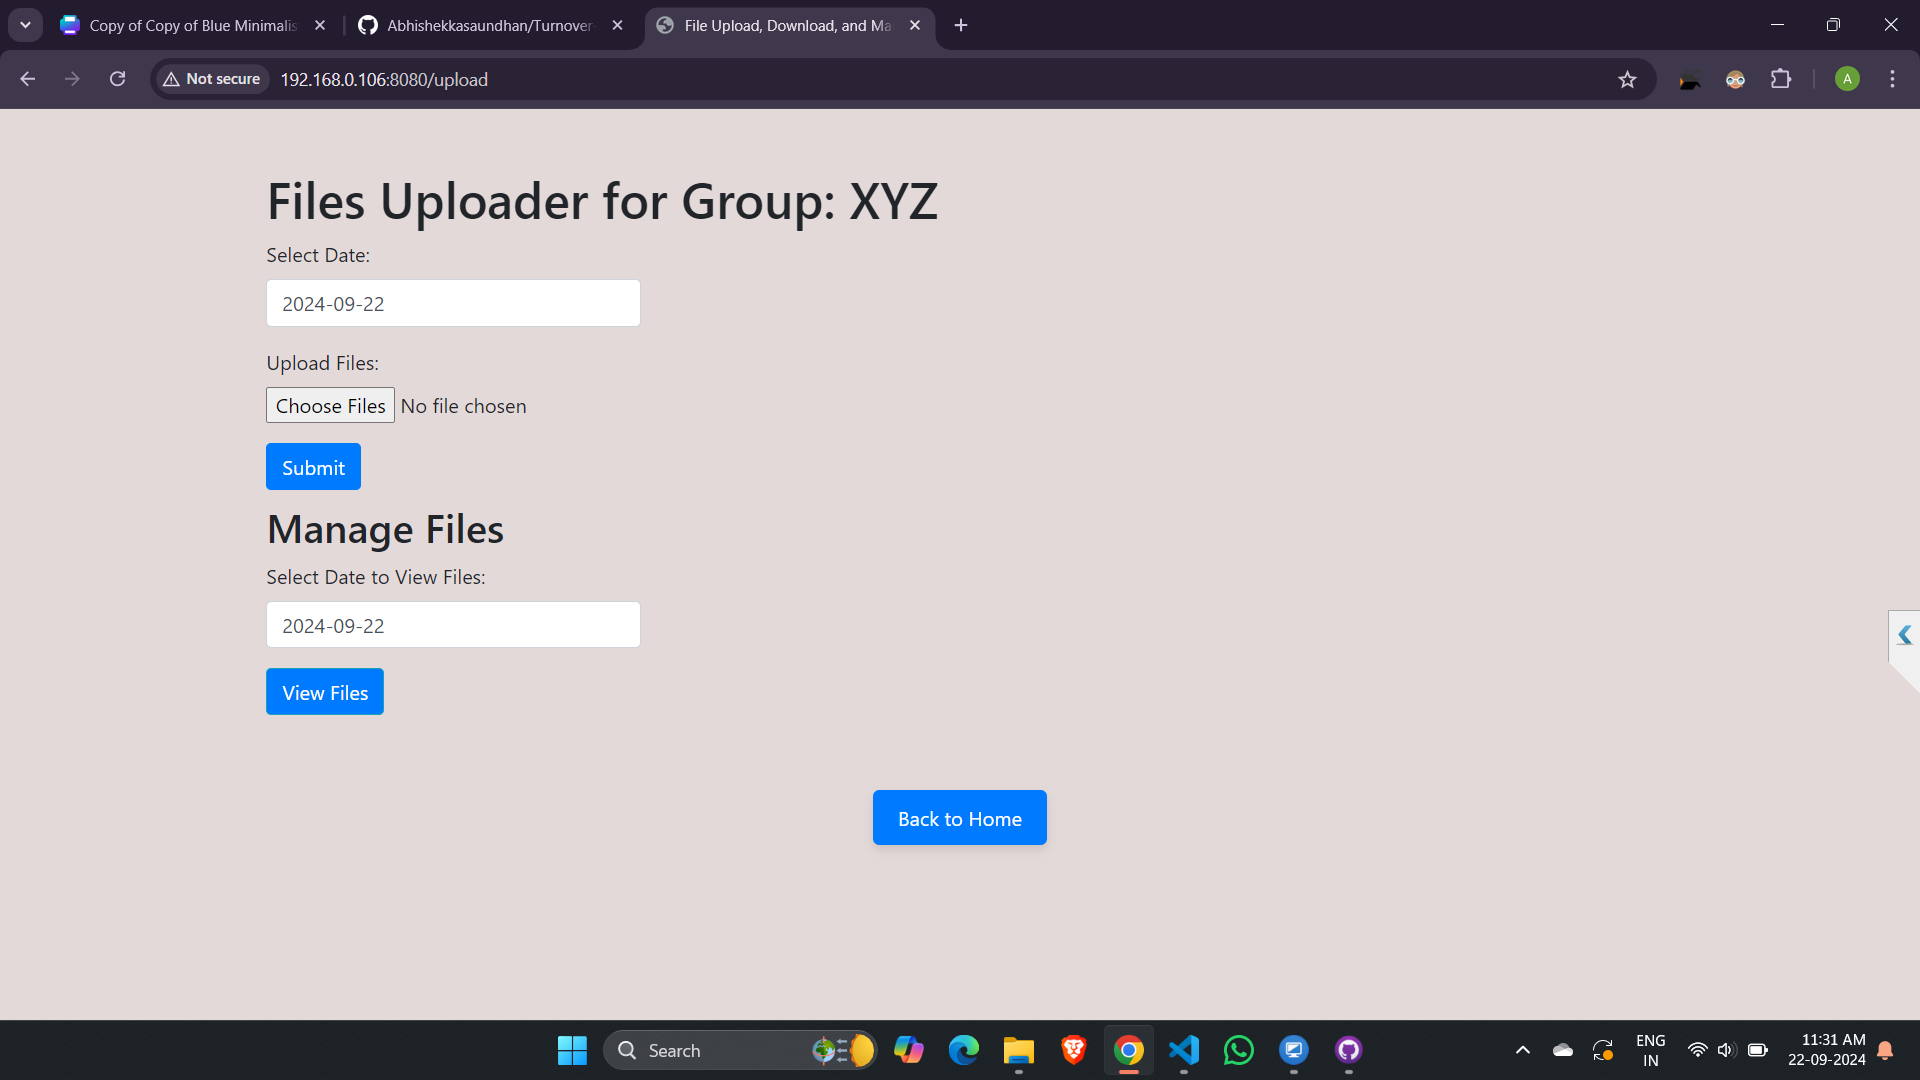 Copy of Copy of Blue Minimalis
Abhishekkasaundhan/Turnover-
File Upload, Download, and Ma
Not secure
192.168.0.106:8080/upload
A
Files Uploader for Group: XYZ
Select Date:
2024-09-22
Upload Files:
Choose Files No file chosen
Submit
Manage Files
Select Date to View Files:
2024-09-22
View Files
Back to Home
Search
ENG
IN
11:31 AM
22-09-2024